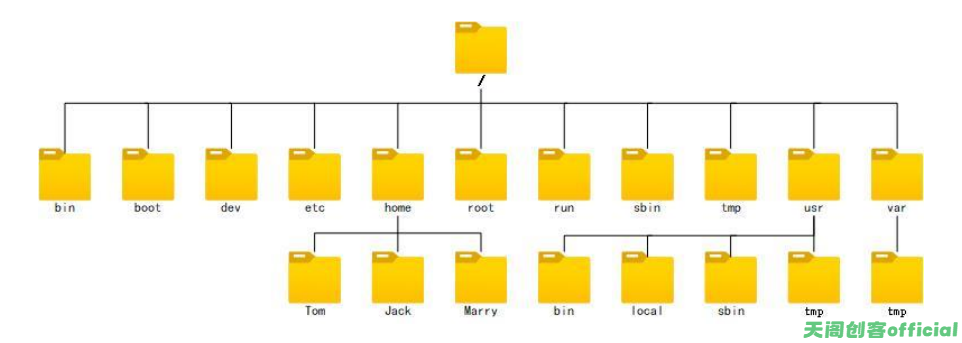 /
bin boot dev etc home root run sbin tmp usr var
Tom Jack Marry bin local sbin tmp tmp
天阁创客official